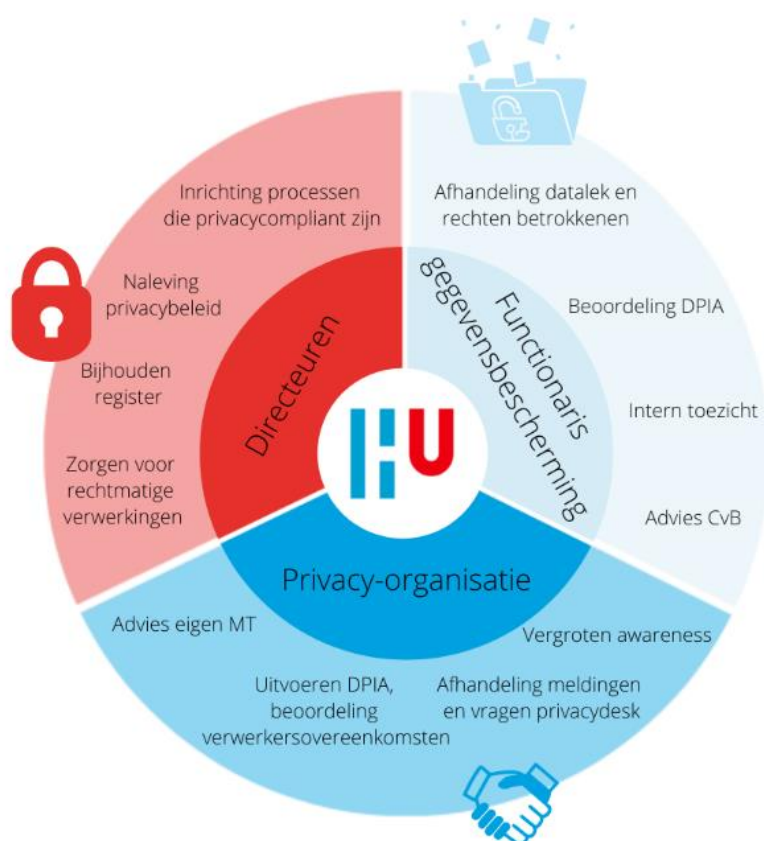 Inrichting processen
die privacycompliant zijn
Naleving
privacybeleid
Bijhouden
register
Zorgen voor
rechtmatige
verwerkingen
Directeuren
Afhandeling datalek en
rechten betrokkenen
Beoordeling DPIA
Intern toezicht
Advies CvB
Functionaris
gegevensbescherming
HU
Privacy-organisatie
Advies eigen MT
Uitvoeren DPIA,
beoordeling
verwerkersovereenkomsten
Afhandeling meldingen
en vragen privacydesk
Vergroten awareness